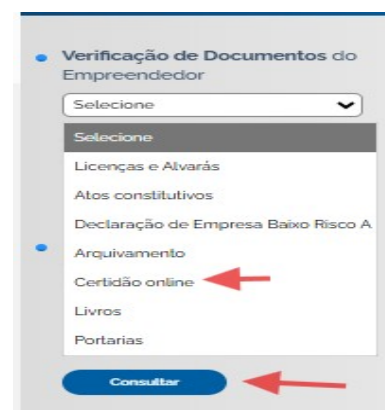 Verificação de Documentos do
Empreendedor
Selecione
Selecione
Licenças e Alvarás
Atos constitutivos
Declaração de Empresa Baixo Risco A
Arquivamento
Certidão online
Livros
Portarias
Consultar